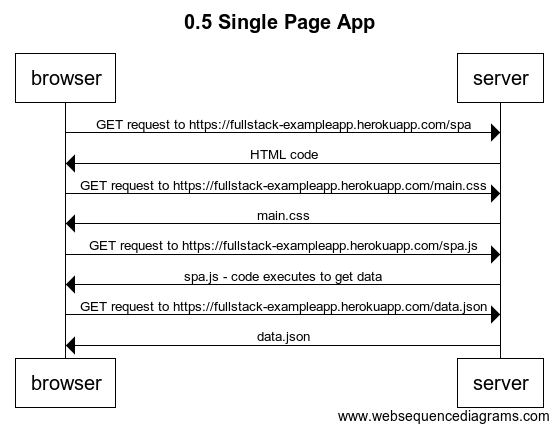 0.5 Single Page App
browser
server
GET request to https://fullstack-exampleapp.herokuapp.com/spa
HTML code
GET request to https://fullstack-exampleapp.herokuapp.com/main.css
main.css
GET request to https://fullstack-exampleapp.herokuapp.com/spa.js
spa.js - code executes to get data
GET request to https://fullstack-exampleapp.herokuapp.com/data.json
data.json
browser
server
www.websequencediagrams.com